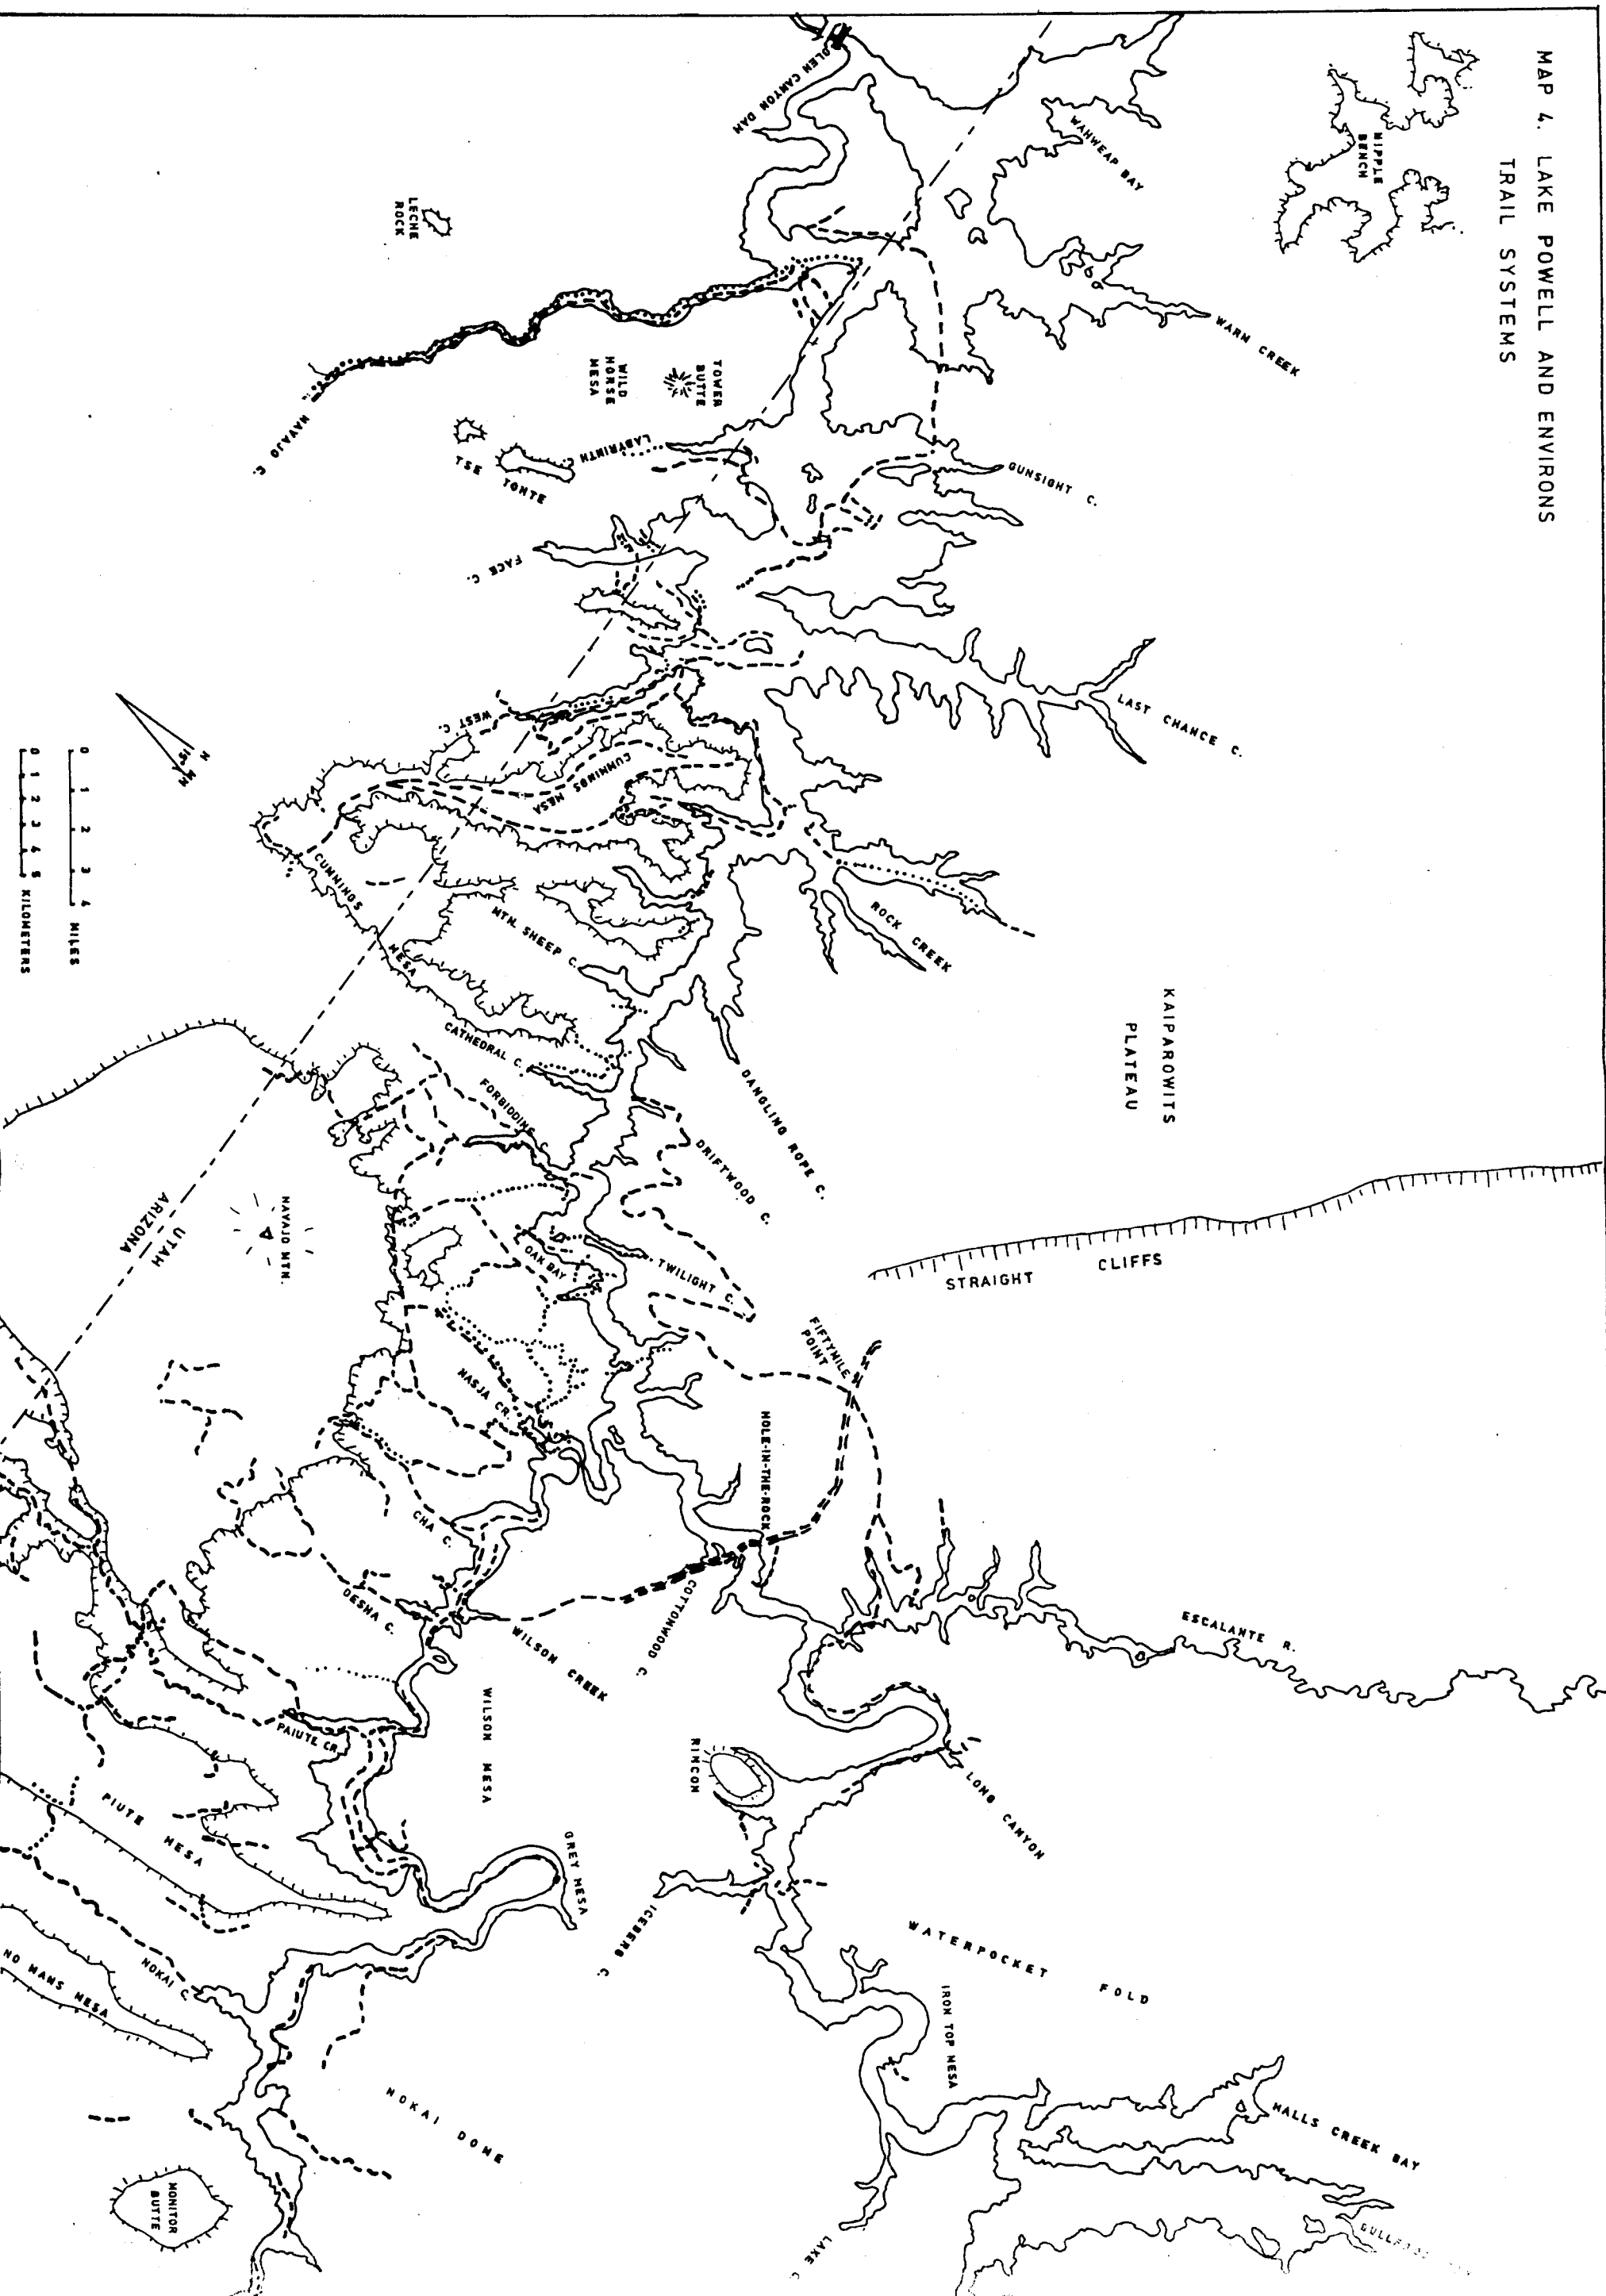 MAP 4. LAKE POWELL AND ENVIRONS
TRAIL SYSTEMS
NIPPLE
BENCH
GLEN CANYON DAM
WAHWEAP BAY
WARN CREEK
LECHE
ROCK
NAVAJO C.
TOWER
BUTTE
WILD
HORSE
MESA
LABYRINTH C.
TSE TONTE
GUNSIGHT C.
FACE C.
LAST CHANCE C.
WEST C.
CUMMINGS MESA
CUMMINGS MESA
ROCK CREEK
MTN. SHEEP C.
KAIPAROWITS
PLATEAU
CATHEDRAL C.
DANGLING ROPE C.
FORBIDDING C.
DRIFTWOOD C.
N
MN
15°
0 1 2 3 4
MILES
0 1 2 3 4 5
KILOMETERS
STRAIGHT CLIFFS
UTAH
ARIZONA
NAVAJO MTN.
OAK BAY
TWILIGHT C.
FIFTYMILE
POINT
NASJA CR.
HOLE-IN-THE-ROCK
CHA C.
COTTONWOOD C.
DESHA C.
WILSON CREEK
ESCALANTE R.
WILSON MESA
PAIUTE CR.
RINCON
LONG CANYON
PIUTE MESA
GREY MESA
ICEBERG C.
WATERPOCKET FOLD
NOKAI C.
NO MANS MESA
IRON TOP MESA
NOKAI DOME
HALLS CREEK BAY
MONITOR
BUTTE
LAKE C.